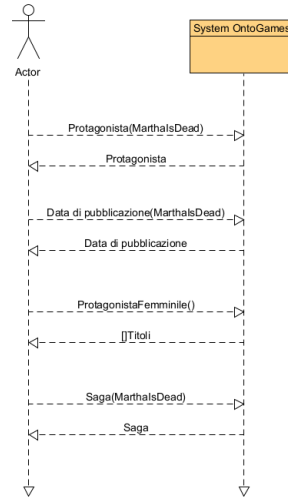 System OntoGames
Actor
Protagonista(MarthaIsDead)
Protagonista
Data di pubblicazione(MarthaIsDead)
Data di pubblicazione
ProtagonistaFemminile()
[]Titoli
Saga(MarthaIsDead)
Saga